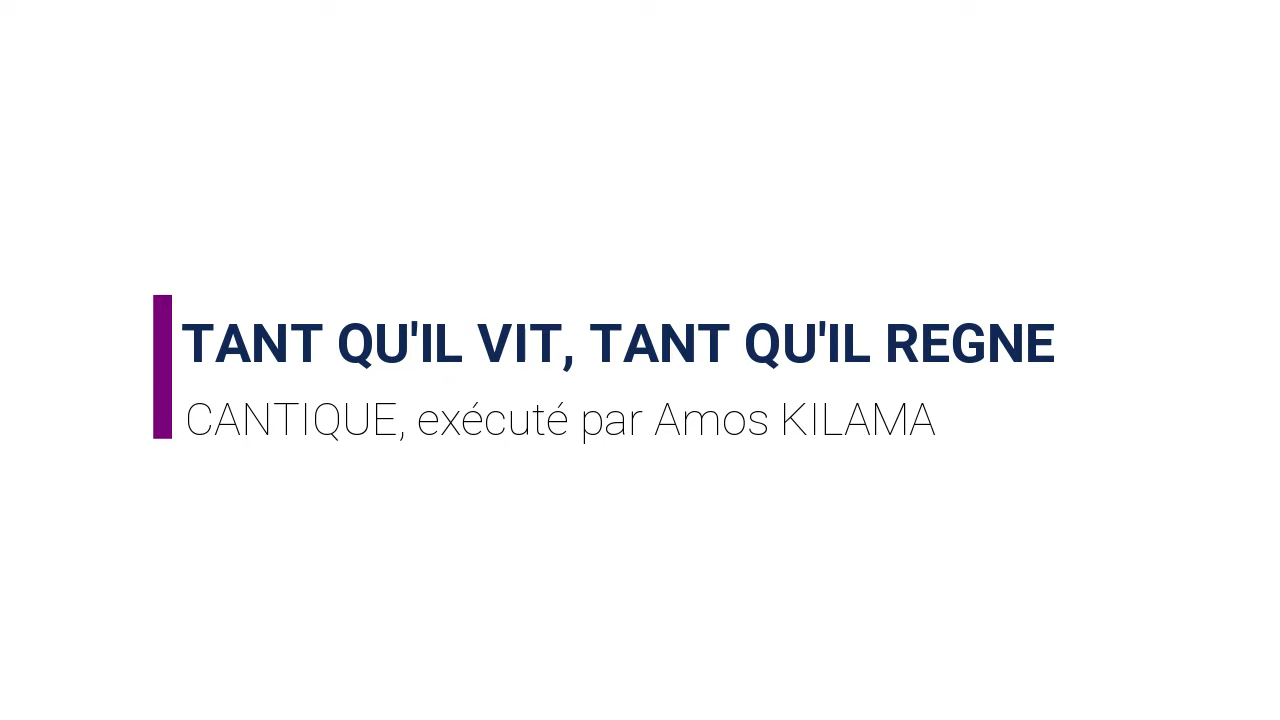 TANT QU'IL VIT, TANT QU'IL REGNE
CANTIQUE, exécuté par Amos KILAMA